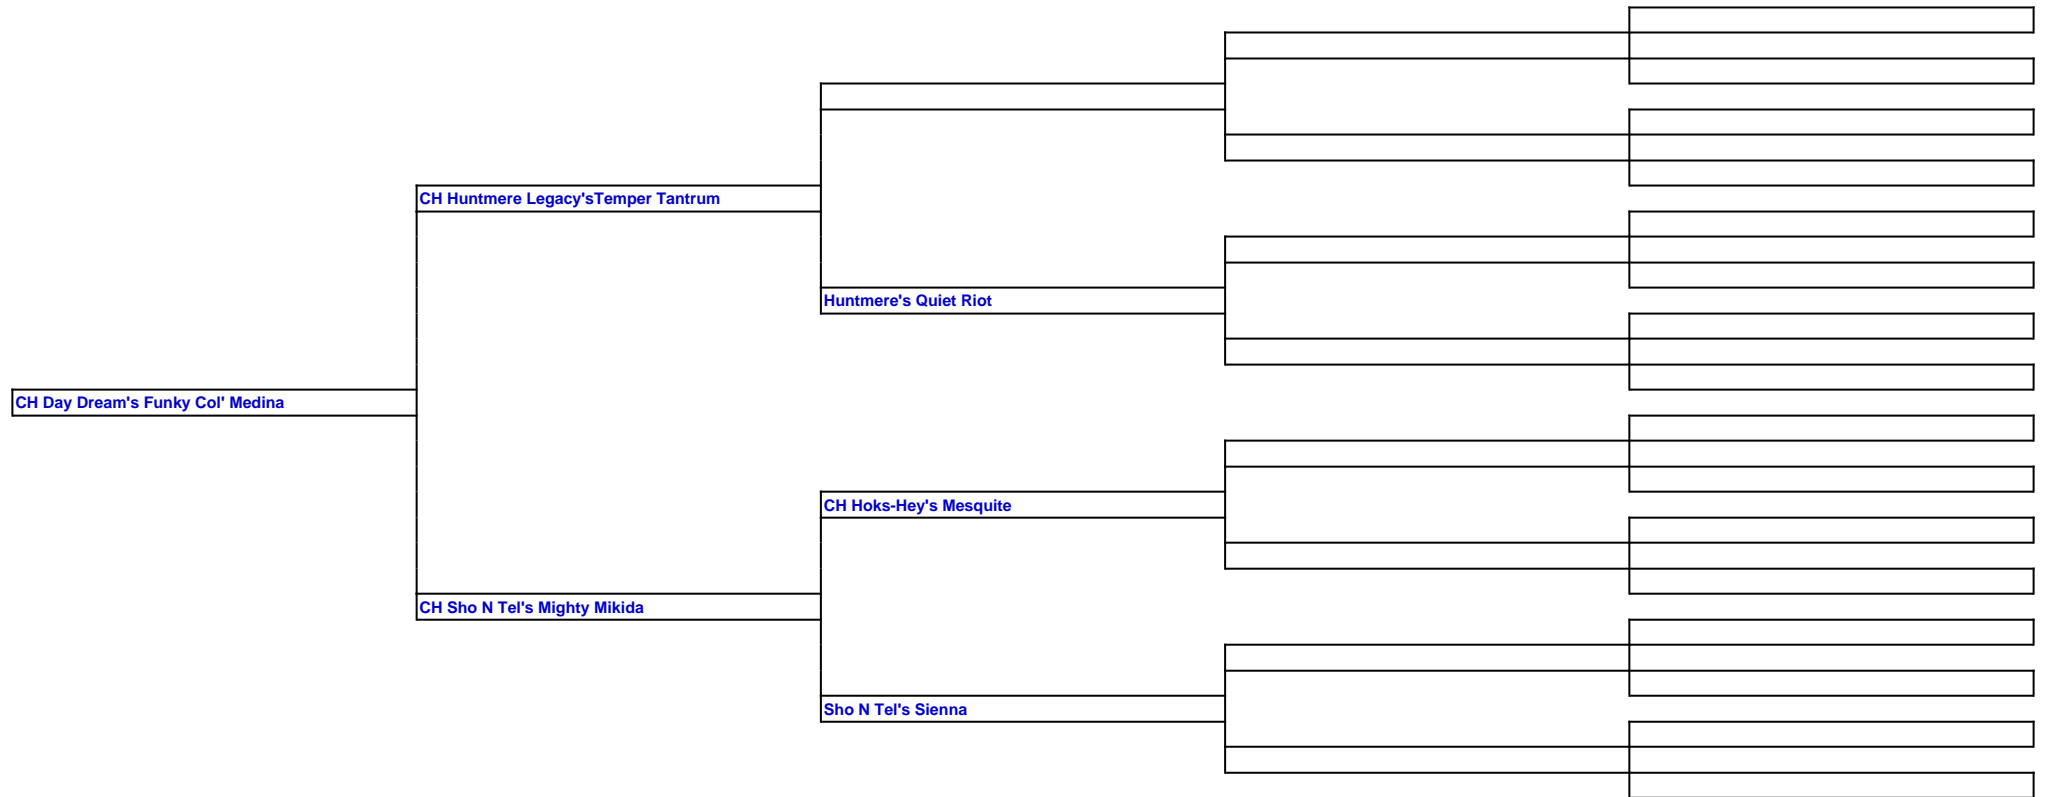 CH Huntmere Legacy'sTemper Tantrum
Huntmere's Quiet Riot
CH Day Dream's Funky Col' Medina
CH Hoks-Hey's Mesquite
CH Sho N Tel's Mighty Mikida
Sho N Tel's Sienna